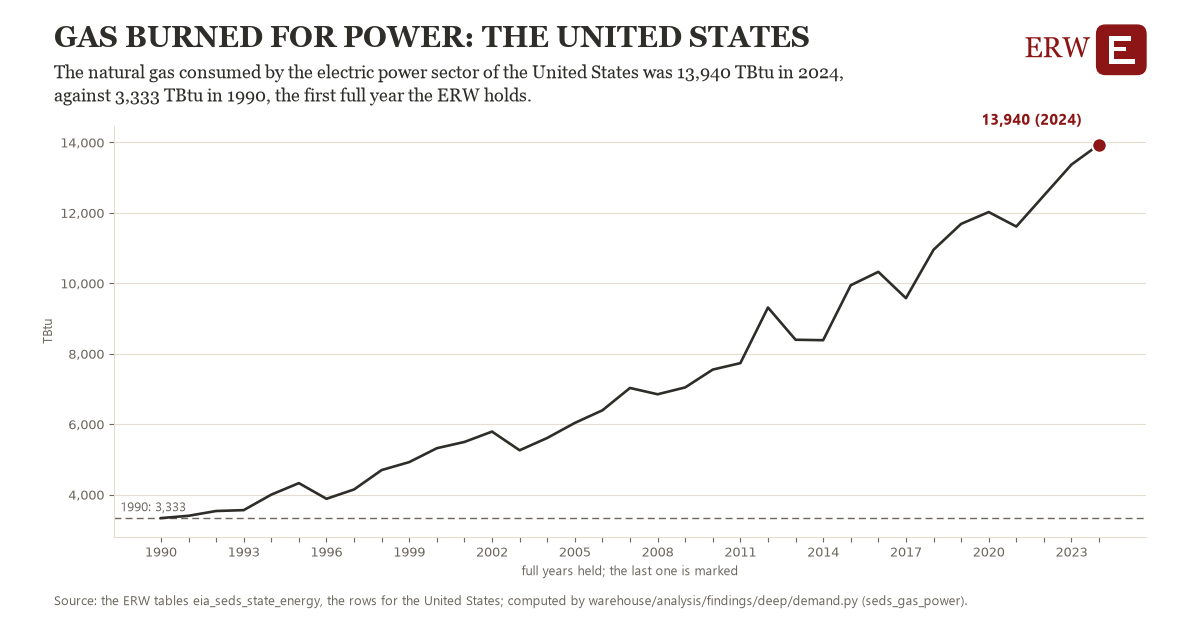 GAS BURNED FOR POWER: THE UNITED STATES
ERW E
The natural gas consumed by the electric power sector of the United States was 13,940 TBtu in 2024,
against 3,333 TBtu in 1990, the first full year the ERW holds.
13,940 (2024)
14,000
12,000
10,000
8,000
6,000
4,000
TBtu
1990: 3,333
1990 1993 1996 1999 2002 2005 2008 2011 2014 2017 2020 2023
full years held; the last one is marked
Source: the ERW tables eia_seds_state_energy, the rows for the United States; computed by warehouse/analysis/findings/deep/demand.py (seds_gas_power).